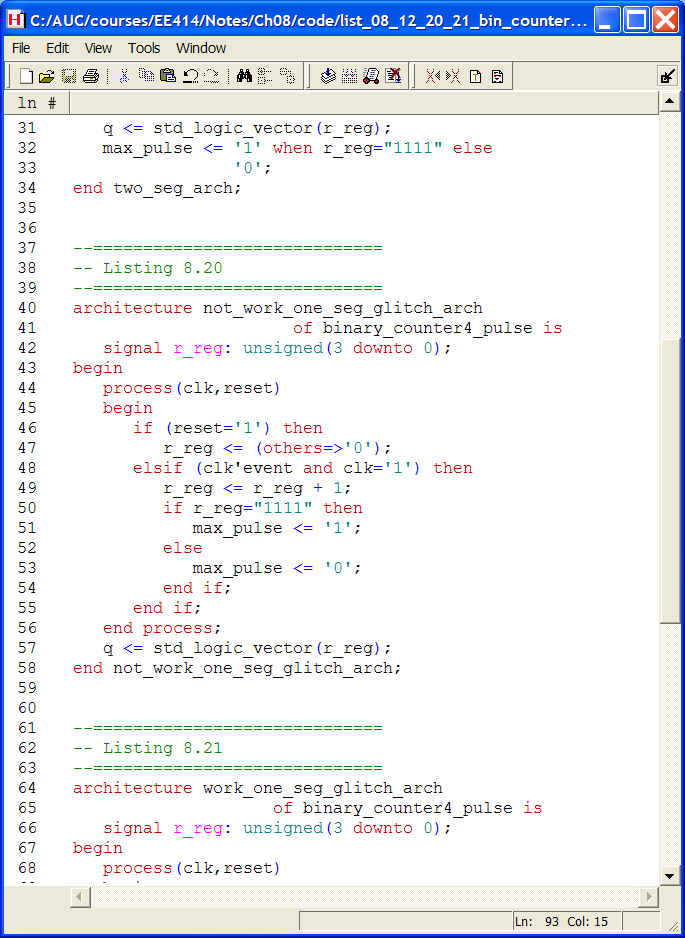 C:/AUC/courses/EE414/Notes/Ch08/code/list_08_12_20_21_bin_counter...
File Edit View Tools Window
ln #
31 q <= std_logic_vector(r_reg);
32 max_pulse <= '1' when r_reg="1111" else
33 '0';
34 end two_seg_arch;
35
36
37 --=============================
38 -- Listing 8.20
39 --=============================
40 architecture not_work_one_seg_glitch_arch
41 of binary_counter4_pulse is
42 signal r_reg: unsigned(3 downto 0);
43 begin
44 process(clk,reset)
45 begin
46 if (reset='1') then
47 r_reg <= (others=>'0');
48 elsif (clk'event and clk='1') then
49 r_reg <= r_reg + 1;
50 if r_reg="1111" then
51 max_pulse <= '1';
52 else
53 max_pulse <= '0';
54 end if;
55 end if;
56 end process;
57 q <= std_logic_vector(r_reg);
58 end not_work_one_seg_glitch_arch;
59
60
61 --=============================
62 -- Listing 8.21
63 --=============================
64 architecture work_one_seg_glitch_arch
65 of binary_counter4_pulse is
66 signal r_reg: unsigned(3 downto 0);
67 begin
68 process(clk,reset)
Ln: 93 Col: 15